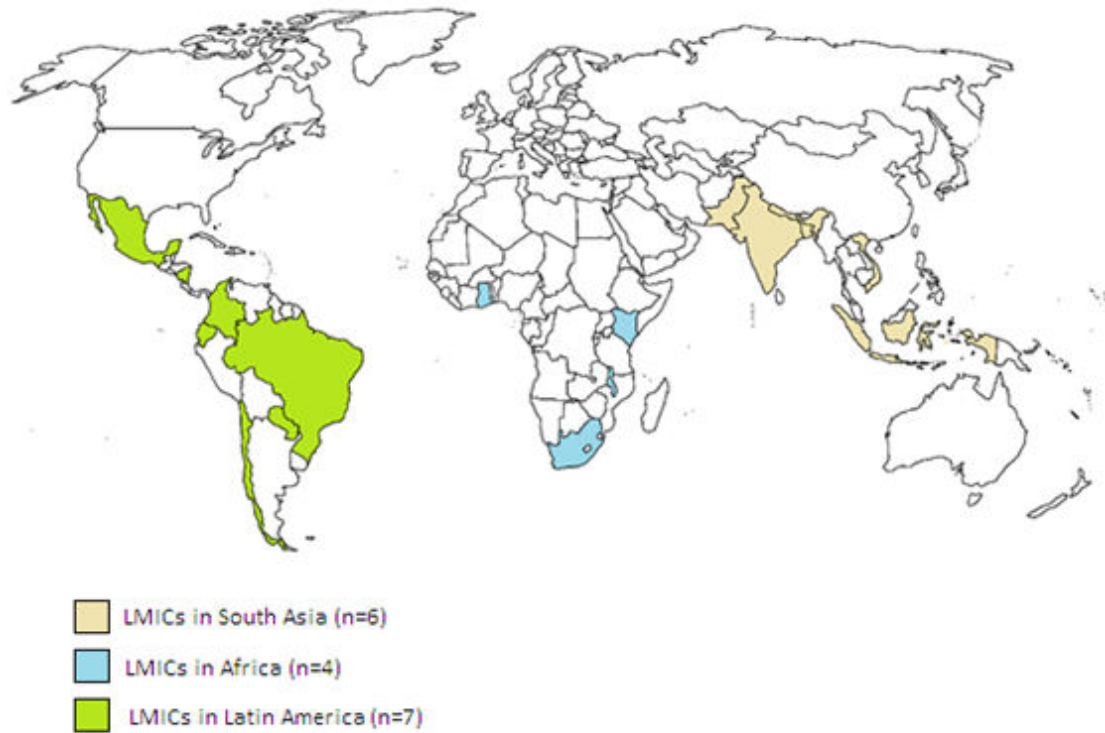 LMICs in South Asia (n=6)
LMICs in Africa (n=4)
LMICs in Latin America (n=7)